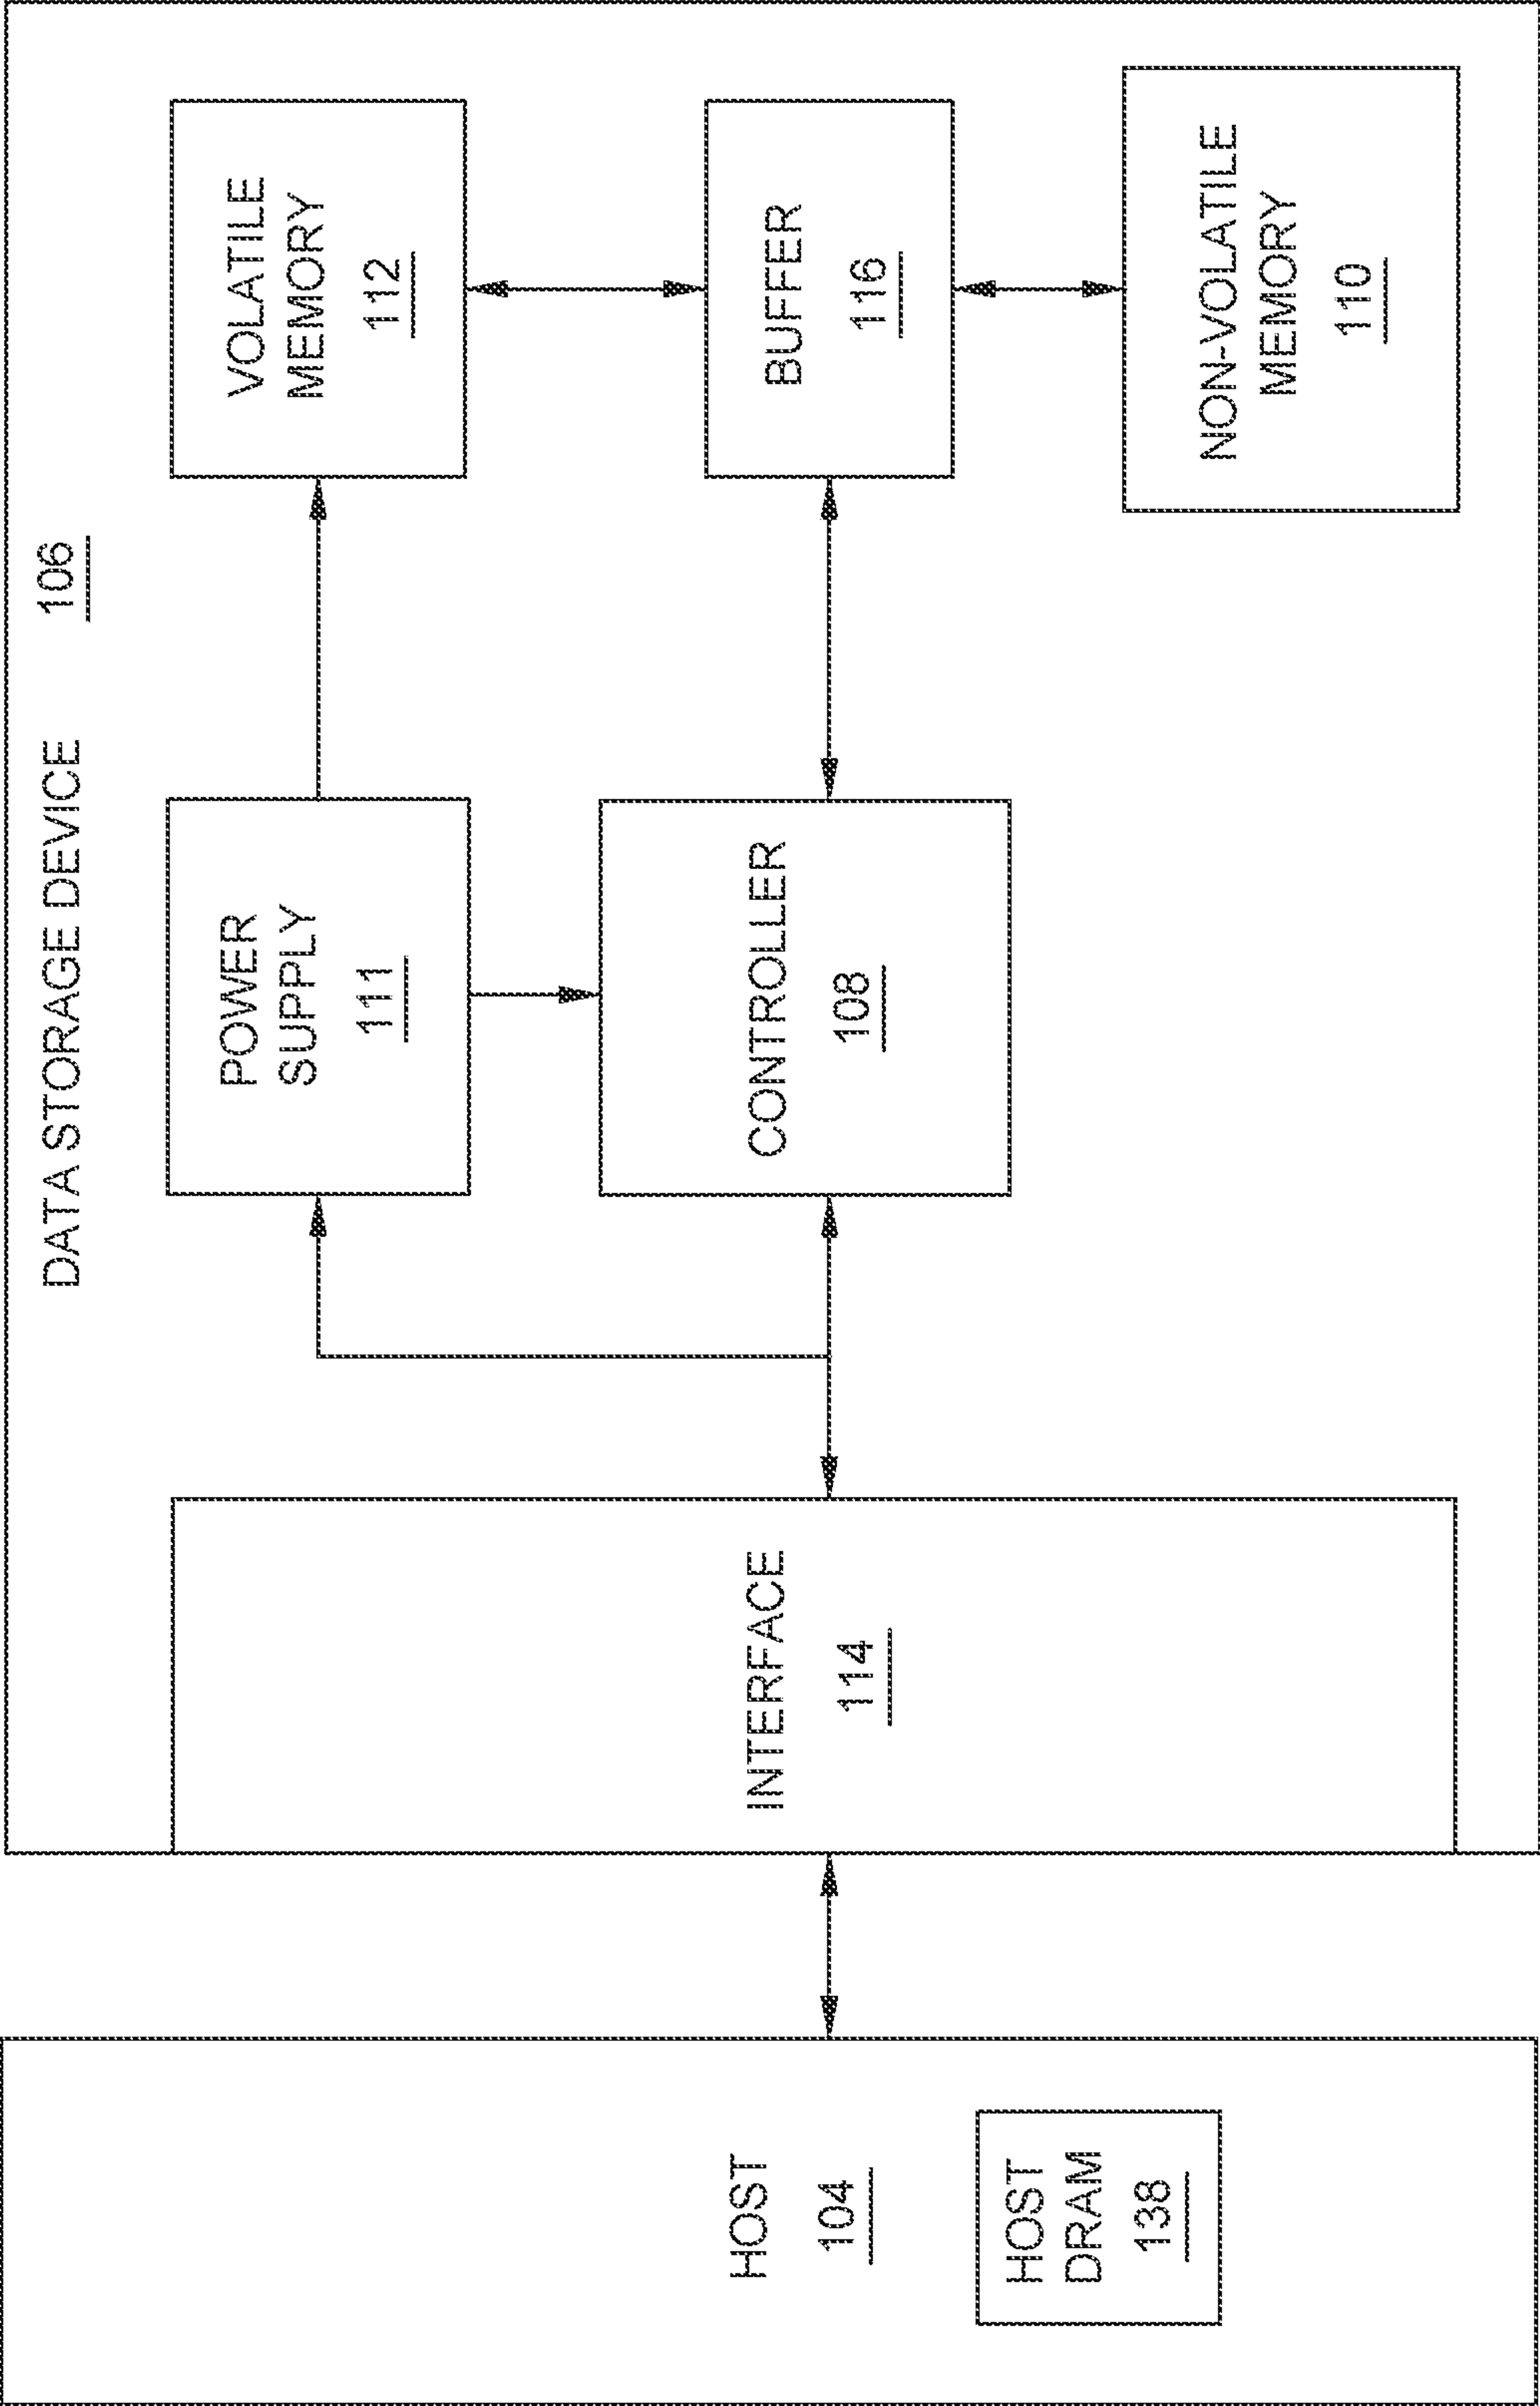 HOST
104
HOST
DRAM
138
DATA STORAGE DEVICE 106
INTERFACE
114
POWER
SUPPLY
111
CONTROLLER
108
VOLATILE
MEMORY
112
BUFFER
116
NON-VOLATILE
MEMORY
110